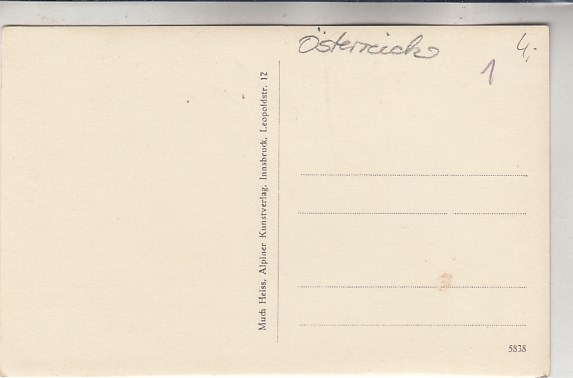 Österreich
4,-
1
Much Heiss, Alpiner Kunstverlag, Innsbruck, Leopoldstr. 12
5838